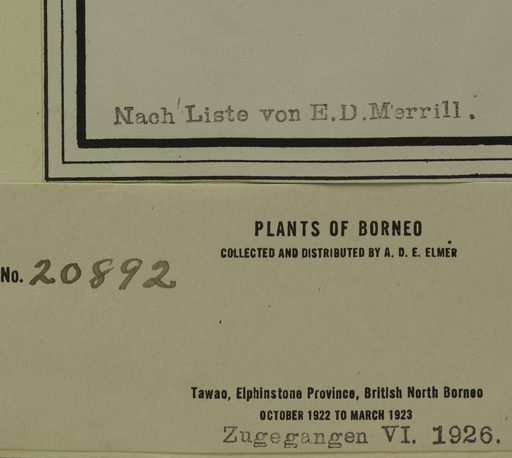 Nach Liste von E.D.Merrill.
PLANTS OF BORNEO
COLLECTED AND DISTRIBUTED BY A. D. E. ELMER
No. 20892
Tawao, Elphinstone Province, British North Borneo
OCTOBER 1922 TO MARCH 1923
Zugegangen VI. 1926.